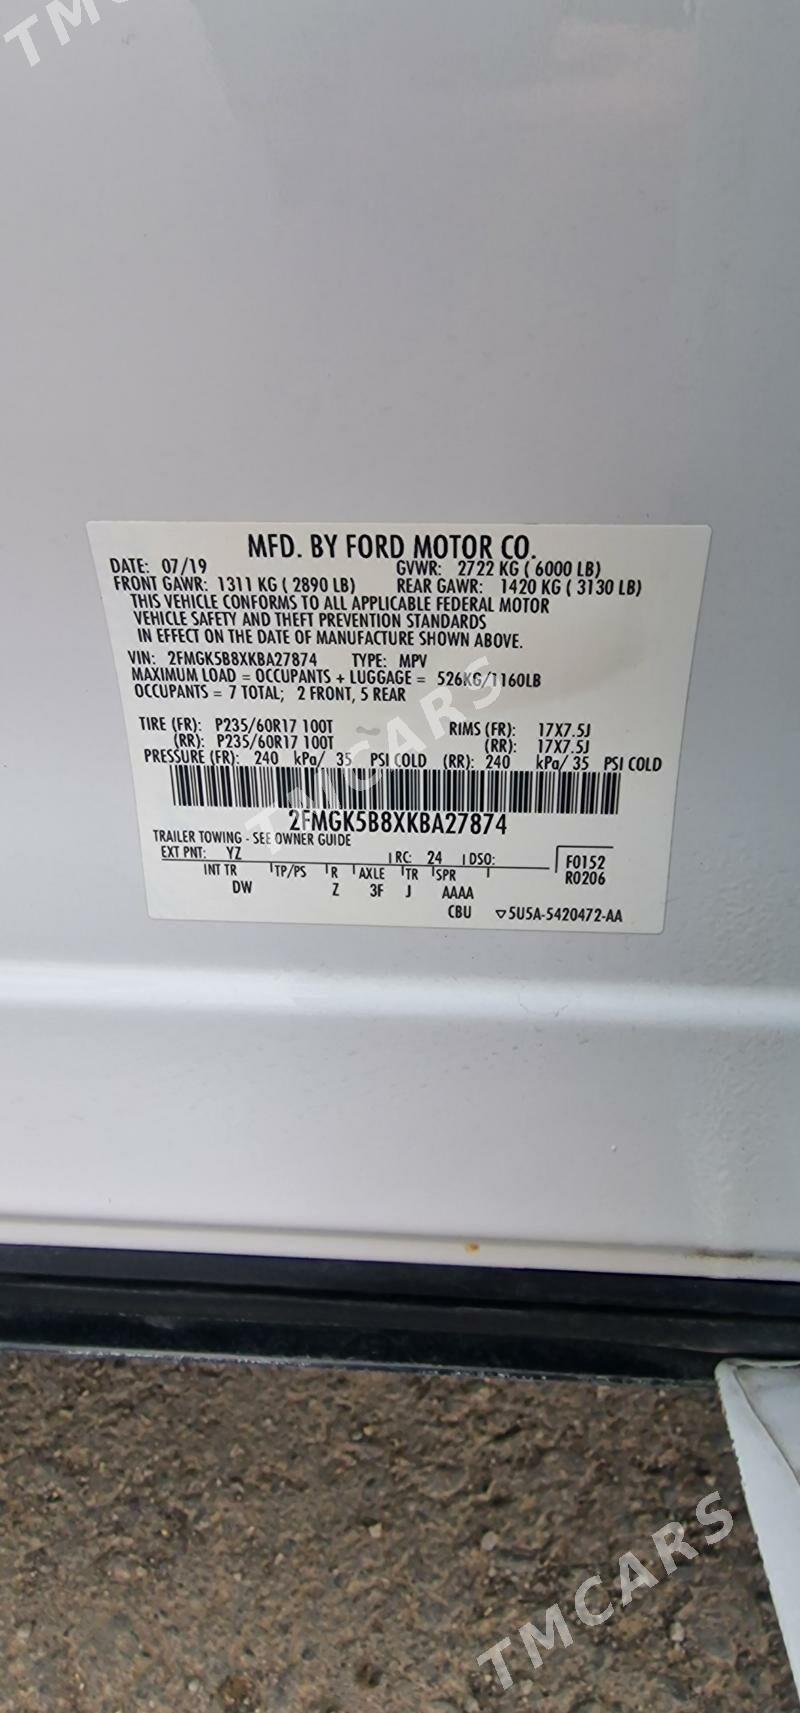 TMCARS
MFD. BY FORD MOTOR CO.
DATE: 07/19 GVWR: 2722 KG ( 6000 LB)
FRONT GAWR: 1311 KG ( 2890 LB) REAR GAWR: 1420 KG ( 3130 LB)
THIS VEHICLE CONFORMS TO ALL APPLICABLE FEDERAL MOTOR
VEHICLE SAFETY AND THEFT PREVENTION STANDARDS
IN EFFECT ON THE DATE OF MANUFACTURE SHOWN ABOVE.
VIN: 2FMGK5B8XKBA27874 TYPE: MPV
MAXIMUM LOAD = OCCUPANTS + LUGGAGE = 526KG/1160LB
OCCUPANTS = 7 TOTAL; 2 FRONT, 5 REAR
TIRE (FR): P235/60R17 100T RIMS (FR): 17X7.5J
(RR): P235/60R17 100T (RR): 17X7.5J
PRESSURE (FR): 240 kPa/ 35 PSI COLD (RR): 240 kPa/ 35 PSI COLD
TMCARS
2FMGK5B8XKBA27874
TRAILER TOWING - SEE OWNER GUIDE
EXT PNT: YZ RC: 24 DSO: F0152
R0206
INT TR TP/PS R AXLE TR SPR
DW Z 3F J AAAA
CBU ▽5U5A-5420472-AA
TMCARS